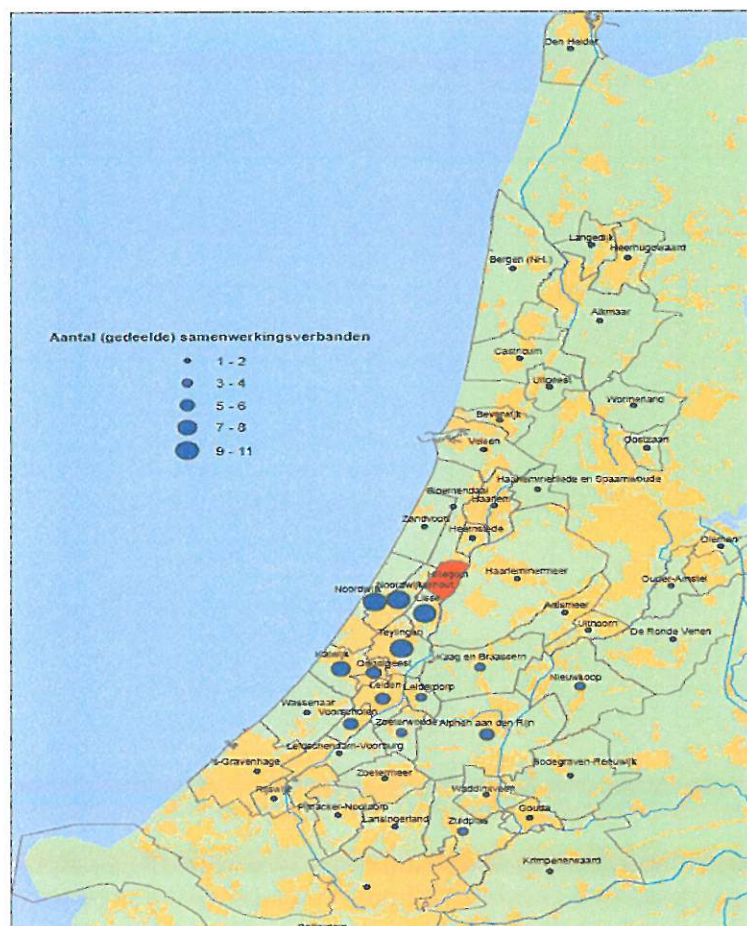 Den Helder
Langedijk
Heerhugowaard
Bergen (NH.)
Alkmaar
Aantal (gedeelde) samenwerkingsverbanden
1 - 2
3 - 4
5 - 6
7 - 8
9 - 11
Castricum
Uitgeest
Wormerland
Beverwijk
Oostzaan
Velsen
Haarlemmerliede en Spaarnwoude
Bloemendaal
Haarlem
Zandvoort
Heemstede
Diemen
Hillegom
Haarlemmermeer
Ouder-Amstel
Noordwijk
Noordwijkerhout
Lisse
Aalsmeer
Uithoorn
De Ronde Venen
Teylingen
Katwijk
Oegstgeest
Kaag en Braassem
Nieuwkoop
Leiden
Leiderdorp
Wassenaar
Voorschoten
Zoeterwoude
Alphen aan den Rijn
Leidschendam-Voorburg
's-Gravenhage
Zoetermeer
Bodegraven-Reeuwijk
Rijswijk
Pijnacker-Nootdorp
Waddinxveen
Lansingerland
Zuidplas
Gouda
Krimpenerwaard